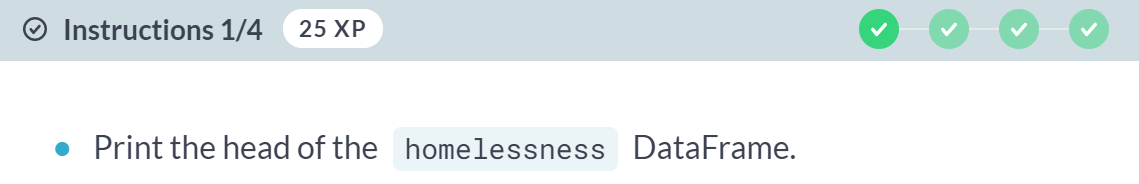 Instructions 1/4 25 XP
Print the head of the homelessness DataFrame.